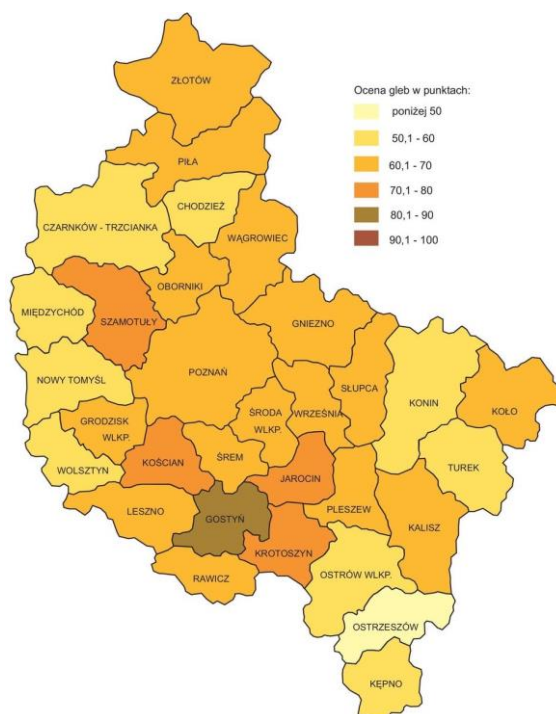 ZŁOTÓW
Ocena gleb w punktach:
poniżej 50
50,1 - 60
60,1 - 70
70,1 - 80
80,1 - 90
90,1 - 100
PIŁA
CHODZIEŻ
CZARNKÓW - TRZCIANKA
WĄGROWIEC
OBORNIKI
MIĘDZYCHÓD
SZAMOTUŁY
GNIEZNO
NOWY TOMYŚL
POZNAŃ
SŁUPCA
KONIN
KOŁO
GRODZISK
WLKP.
ŚRODA
WLKP.
WRZEŚNIA
WOLSZTYN
KOŚCIAN
ŚREM
JAROCIN
TUREK
LESZNO
GOSTYŃ
PLESZEW
KALISZ
KROTOSZYN
RAWICZ
OSTRÓW WLKP.
OSTRZESZÓW
KĘPNO